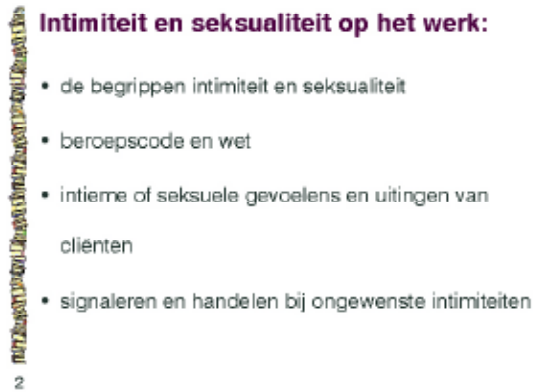 Intimiteit en seksualiteit op het werk:
• de begrippen intimiteit en seksualiteit
• beroepscode en wet
• intieme of seksuele gevoelens en uitingen van
cliënten
• signaleren en handelen bij ongewenste intimiteiten
2